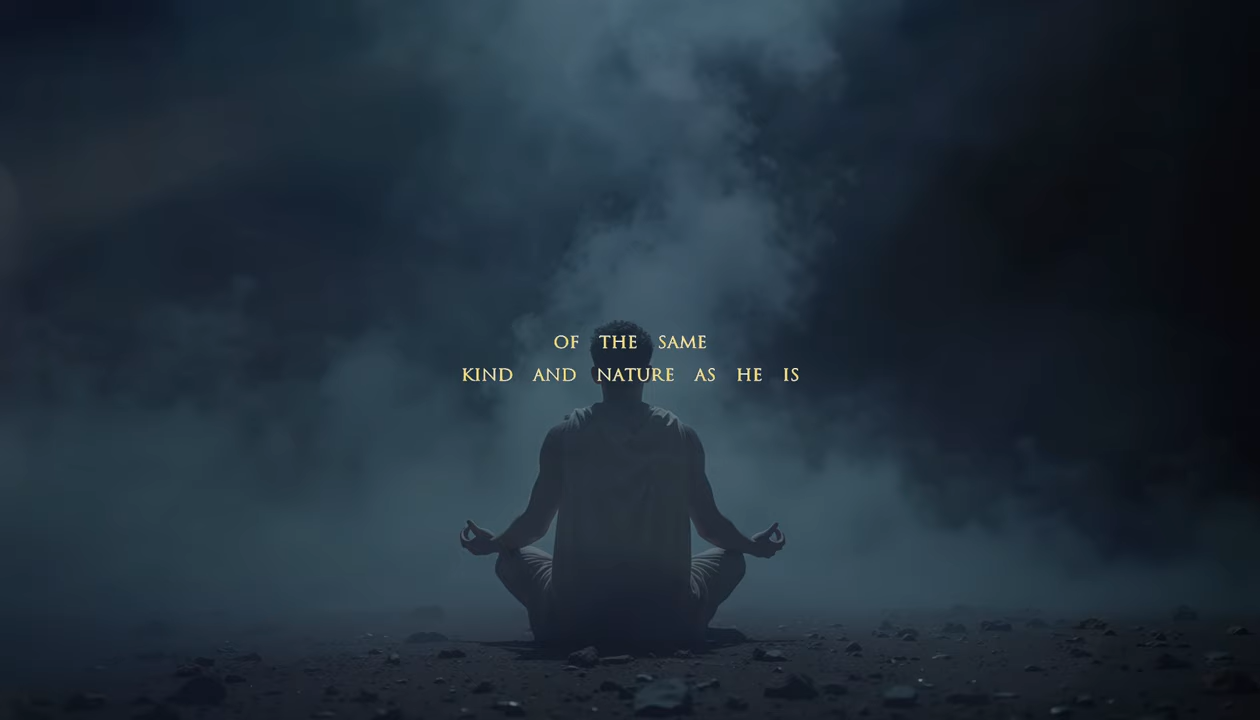 OF THE SAME
KIND AND NATURE AS HE IS